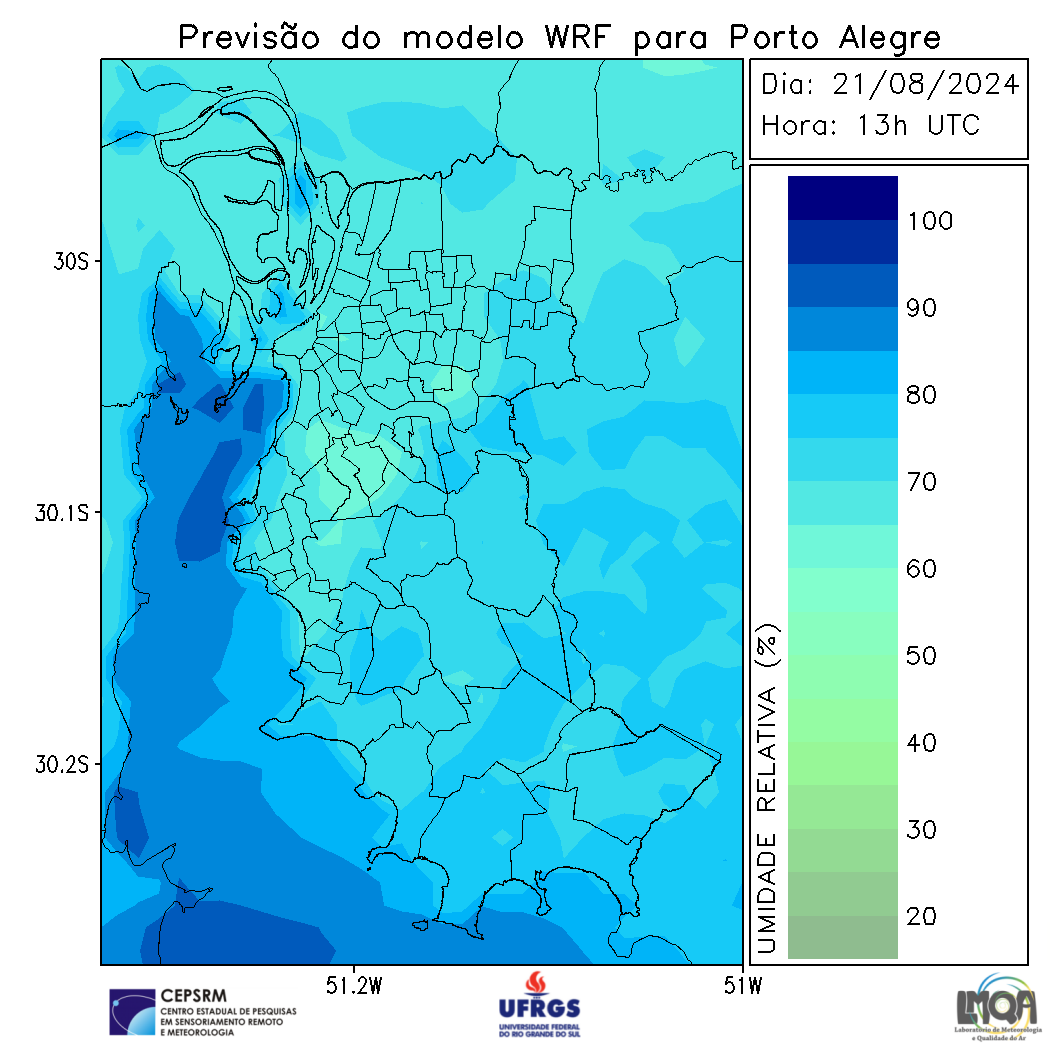 Previsão do modelo WRF para Porto Alegre
Dia: 21/08/2024
Hora: 13h UTC
30S
30.1S
30.2S
51.2W
51W
UMIDADE RELATIVA (%)
100
90
80
70
60
50
40
30
20
CEPSRM
CENTRO ESTADUAL DE PESQUISAS
EM SENSORIAMENTO REMOTO
E METEOROLOGIA
UFRGS
UNIVERSIDADE FEDERAL
DO RIO GRANDE DO SUL
LMQA
Laboratório de Meteorologia
e Qualidade do Ar